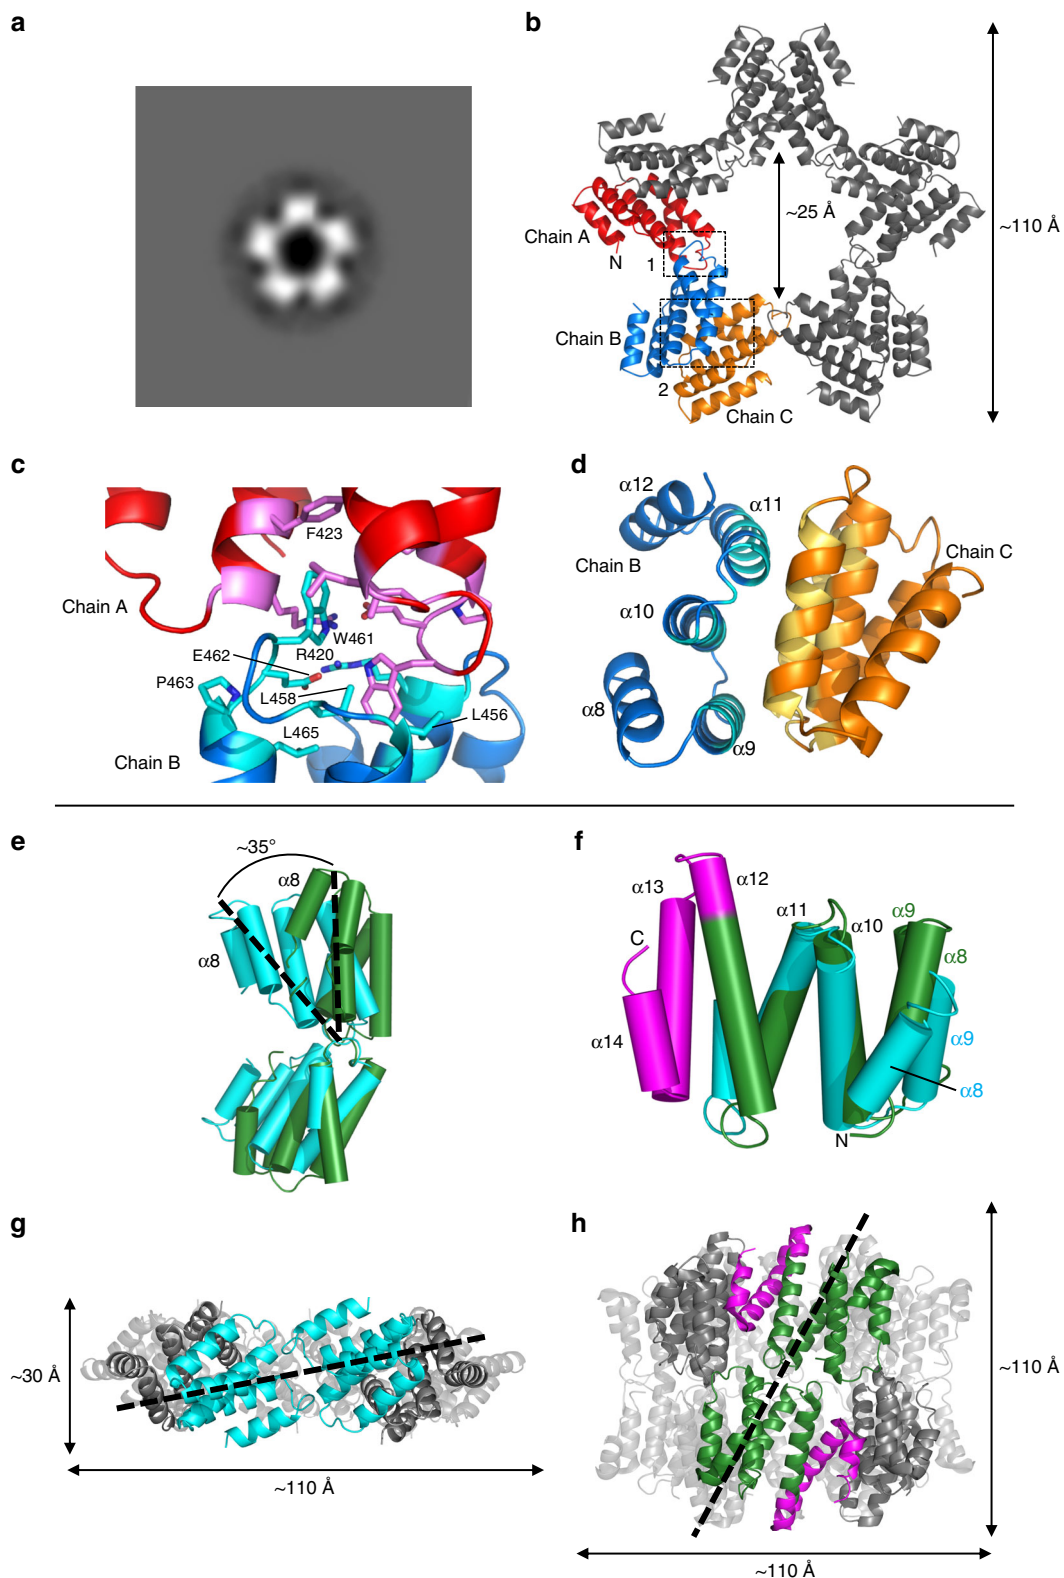 a
b
~25 Å
~110 Å
Chain A
N
1
Chain B
2
Chain C
c
F423
Chain A
W461
R420
E462
P463
L458
L456
L465
Chain B
d
α12
α11
Chain B
Chain C
α10
α8
α9
e
~35°
α8
α8
f
α13
α12
α11
α10
α9
α8
C
α14
α9
α8
N
g
~30 Å
~110 Å
h
~110 Å
~110 Å